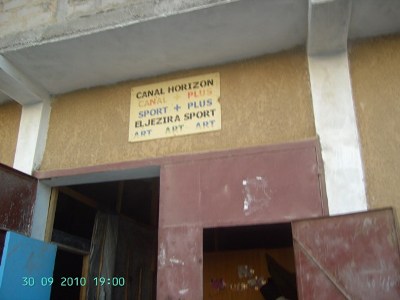 CANAL HORIZON
CANAL + PLUS
SPORT + PLUS
ELJEZIRA SPORT
ART ART ART
30 09 2010 19:00